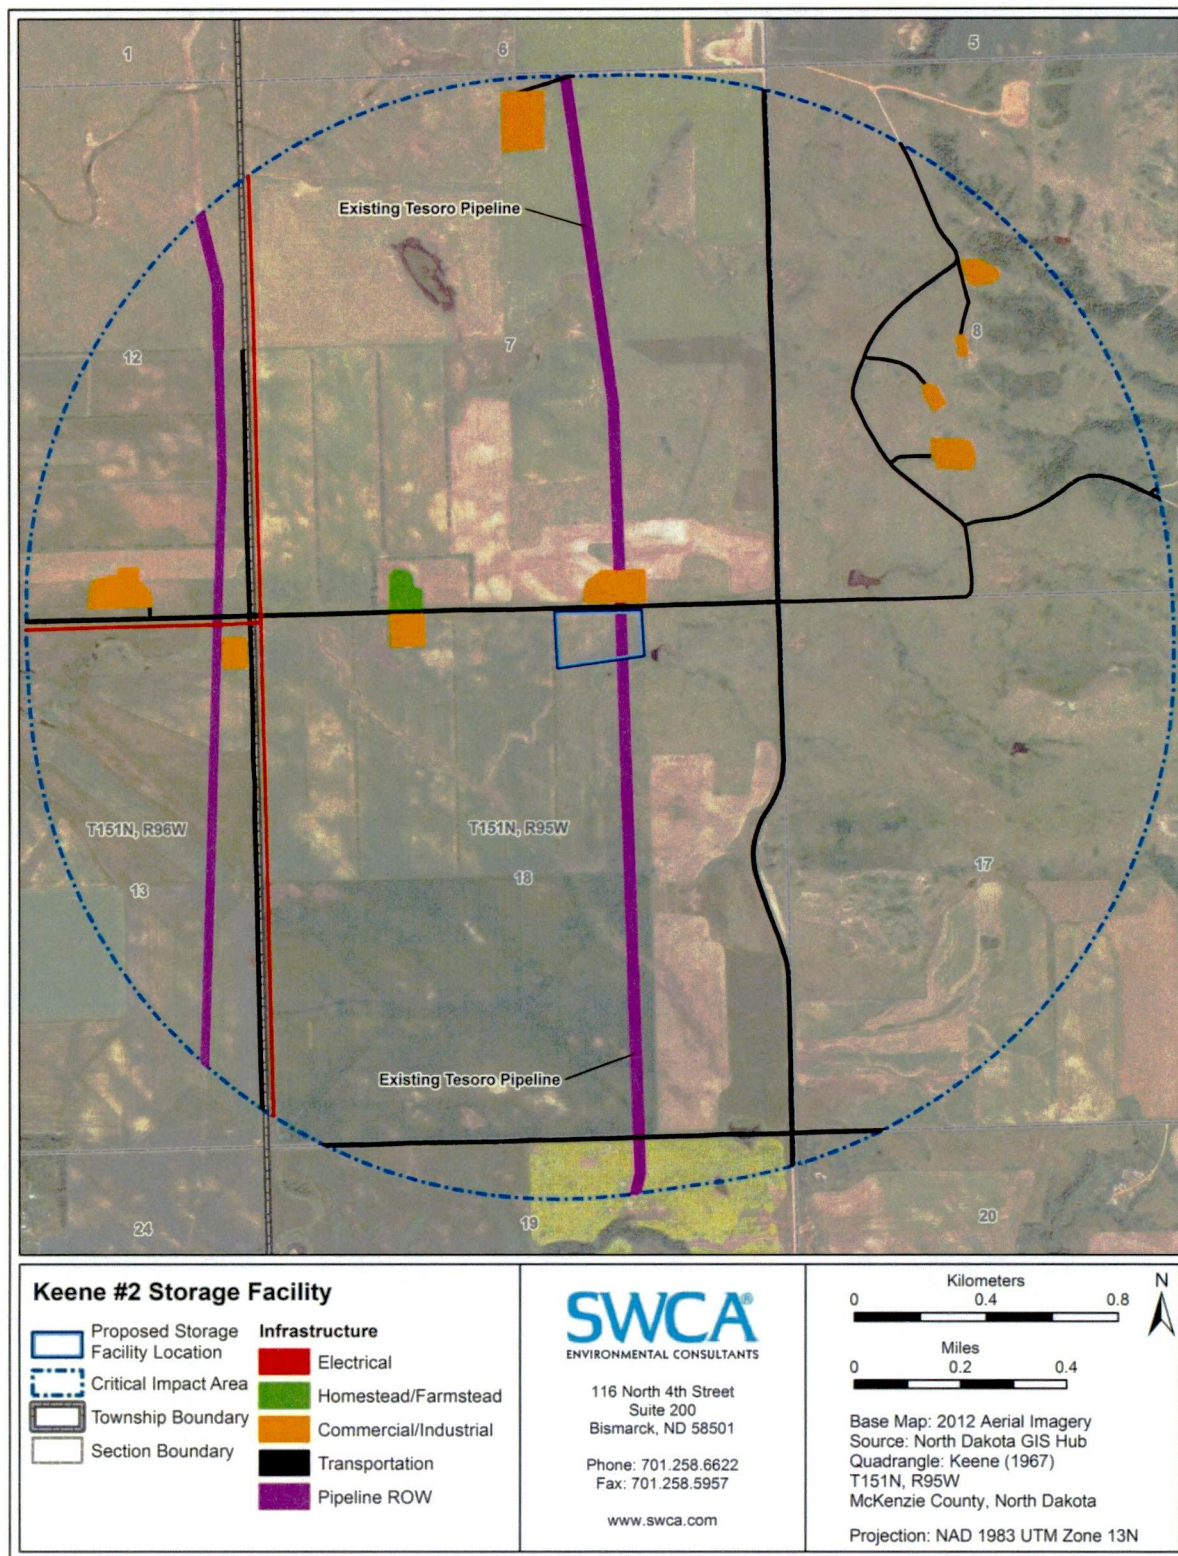 1
6
5
Existing Tesoro Pipeline
12
7
8
T151N, R96W
T151N, R95W
13
18
17
Existing Tesoro Pipeline
24
19
20
Keene #2 Storage Facility
Proposed Storage
Facility Location
Critical Impact Area
Township Boundary
Section Boundary
Infrastructure
Electrical
Homestead/Farmstead
Commercial/Industrial
Transportation
Pipeline ROW
SWCA®
ENVIRONMENTAL CONSULTANTS
116 North 4th Street
Suite 200
Bismarck, ND 58501
Phone: 701.258.6622
Fax: 701.258.5957
www.swca.com
Kilometers
0 0.4 0.8
Miles
0 0.2 0.4
N
Base Map: 2012 Aerial Imagery
Source: North Dakota GIS Hub
Quadrangle: Keene (1967)
T151N, R95W
McKenzie County, North Dakota
Projection: NAD 1983 UTM Zone 13N